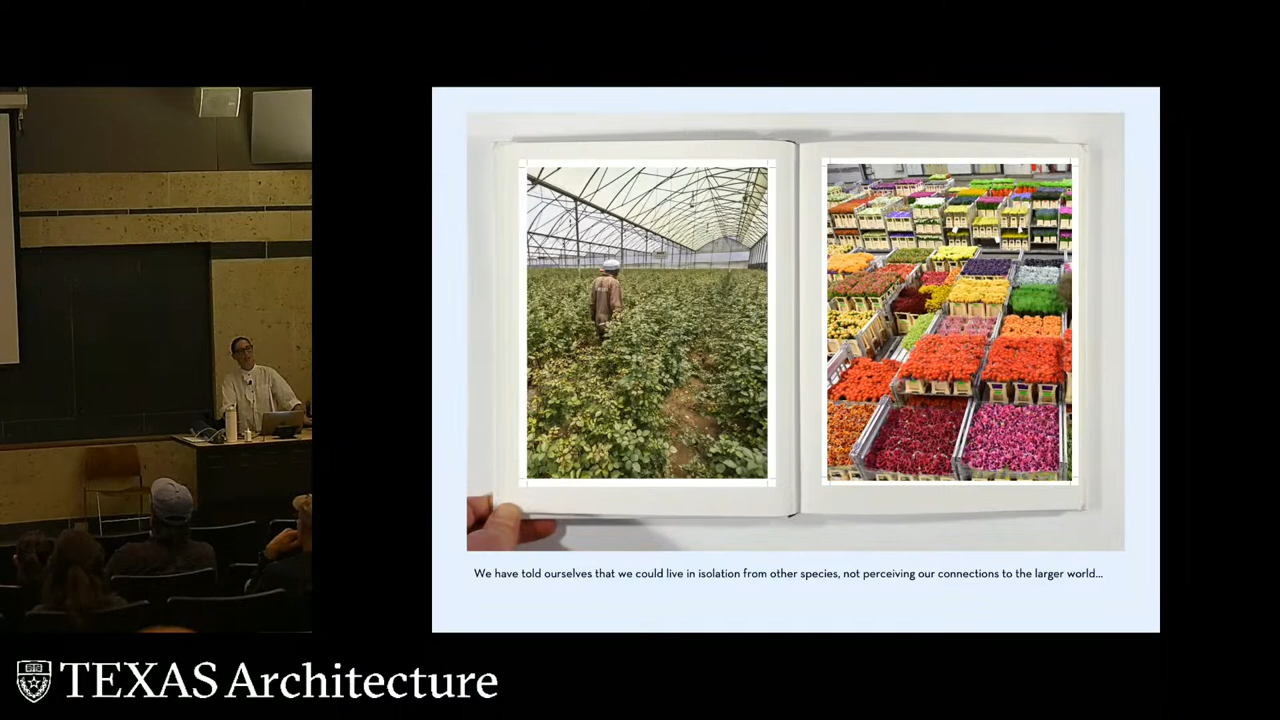 We have told ourselves that we could live in isolation from other species, not perceiving our connections to the larger world...
TEXAS Architecture